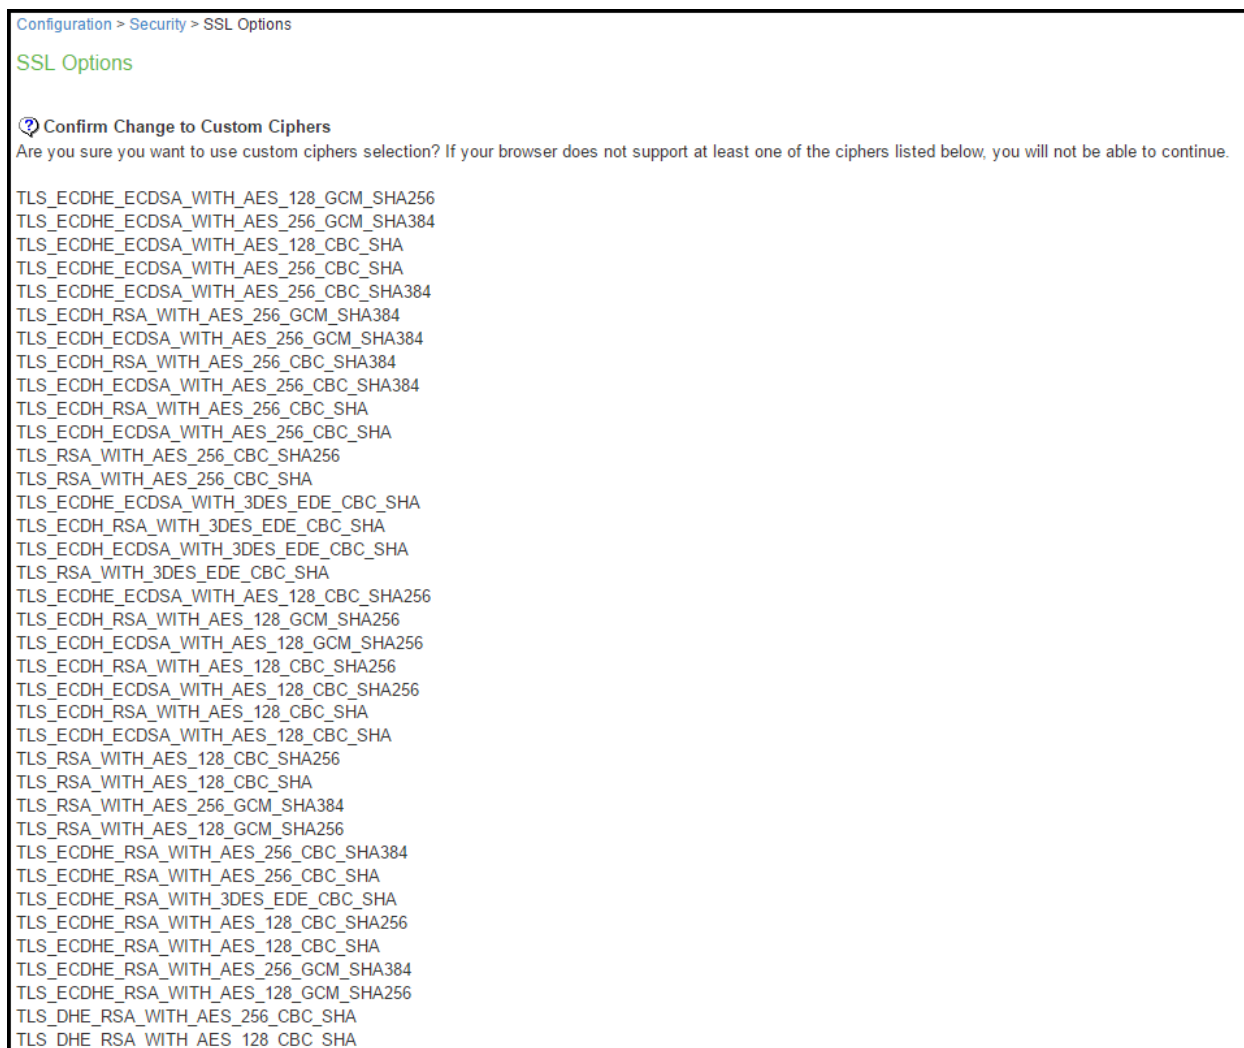 Configuration > Security > SSL Options
SSL Options
Confirm Change to Custom Ciphers
Are you sure you want to use custom ciphers selection? If your browser does not support at least one of the ciphers listed below, you will not be able to continue.
TLS_ECDHE_ECDSA_WITH_AES_128_GCM_SHA256
TLS_ECDHE_ECDSA_WITH_AES_256_GCM_SHA384
TLS_ECDHE_ECDSA_WITH_AES_128_CBC_SHA
TLS_ECDHE_ECDSA_WITH_AES_256_CBC_SHA
TLS_ECDHE_ECDSA_WITH_AES_256_CBC_SHA384
TLS_ECDH_RSA_WITH_AES_256_GCM_SHA384
TLS_ECDH_ECDSA_WITH_AES_256_GCM_SHA384
TLS_ECDH_RSA_WITH_AES_256_CBC_SHA384
TLS_ECDH_ECDSA_WITH_AES_256_CBC_SHA384
TLS_ECDH_RSA_WITH_AES_256_CBC_SHA
TLS_ECDH_ECDSA_WITH_AES_256_CBC_SHA
TLS_RSA_WITH_AES_256_CBC_SHA256
TLS_RSA_WITH_AES_256_CBC_SHA
TLS_ECDHE_ECDSA_WITH_3DES_EDE_CBC_SHA
TLS_ECDH_RSA_WITH_3DES_EDE_CBC_SHA
TLS_ECDH_ECDSA_WITH_3DES_EDE_CBC_SHA
TLS_RSA_WITH_3DES_EDE_CBC_SHA
TLS_ECDHE_ECDSA_WITH_AES_128_CBC_SHA256
TLS_ECDH_RSA_WITH_AES_128_GCM_SHA256
TLS_ECDH_ECDSA_WITH_AES_128_GCM_SHA256
TLS_ECDH_RSA_WITH_AES_128_CBC_SHA256
TLS_ECDH_ECDSA_WITH_AES_128_CBC_SHA256
TLS_ECDH_RSA_WITH_AES_128_CBC_SHA
TLS_ECDH_ECDSA_WITH_AES_128_CBC_SHA
TLS_RSA_WITH_AES_128_CBC_SHA256
TLS_RSA_WITH_AES_128_CBC_SHA
TLS_RSA_WITH_AES_256_GCM_SHA384
TLS_RSA_WITH_AES_128_GCM_SHA256
TLS_ECDHE_RSA_WITH_AES_256_CBC_SHA384
TLS_ECDHE_RSA_WITH_AES_256_CBC_SHA
TLS_ECDHE_RSA_WITH_3DES_EDE_CBC_SHA
TLS_ECDHE_RSA_WITH_AES_128_CBC_SHA256
TLS_ECDHE_RSA_WITH_AES_128_CBC_SHA
TLS_ECDHE_RSA_WITH_AES_256_GCM_SHA384
TLS_ECDHE_RSA_WITH_AES_128_GCM_SHA256
TLS_DHE_RSA_WITH_AES_256_CBC_SHA
TLS_DHE_RSA_WITH_AES_128_CBC_SHA